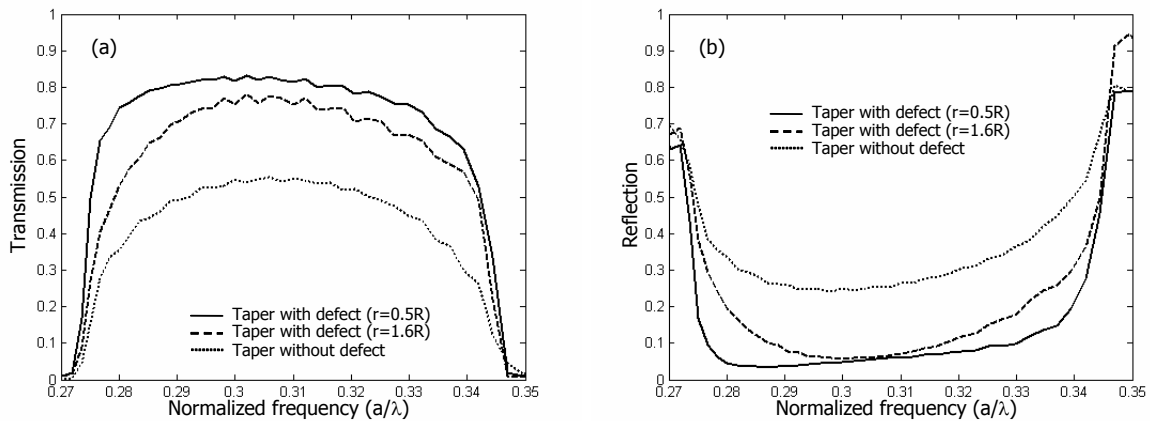 (a)
Transmission
1
0.9
0.8
0.7
0.6
0.5
0.4
0.3
0.2
0.1
0
Taper with defect (r=0.5R)
Taper with defect (r=1.6R)
Taper without defect
0.27 0.28 0.29 0.30 0.31 0.32 0.33 0.34 0.35
Normalized frequency (a/λ)
(b)
Reflection
1
0.9
0.8
0.7
0.6
0.5
0.4
0.3
0.2
0.1
0
Taper with defect (r=0.5R)
Taper with defect (r=1.6R)
Taper without defect
0.27 0.28 0.29 0.30 0.31 0.32 0.33 0.34 0.35
Normalized frequency (a/λ)